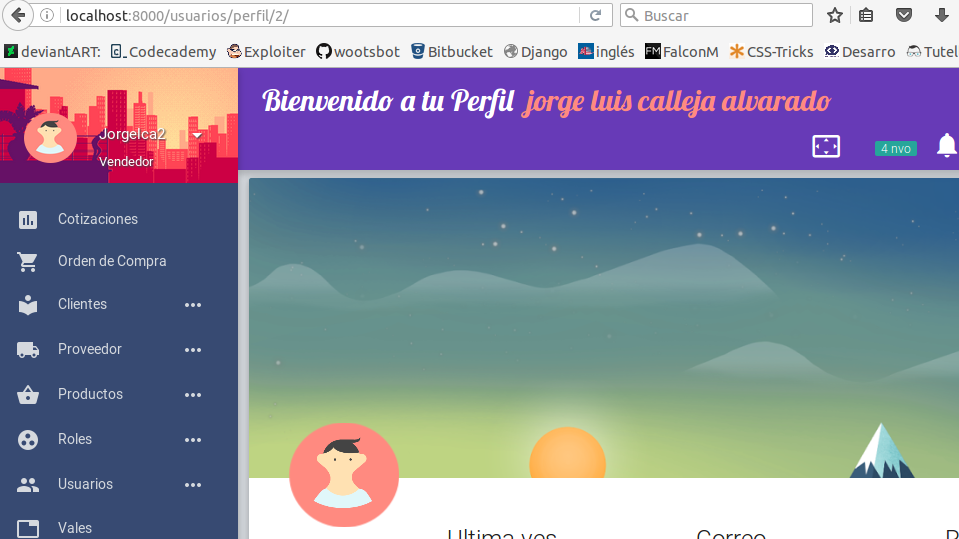 localhost:8000/usuarios/perfil/2/
Buscar
deviantART: Codecademy Exploiter wootsbot Bitbucket Django inglés FM FalconM CSS-Tricks Desarro Tutel
Bienvenido a tu Perfil jorge luis calleja alvarado
Jorgelca2
Vendedor
4 nvo
Cotizaciones
Orden de Compra
Clientes
Proveedor
Productos
Roles
Usuarios
Vales
Ultima ves
Correo